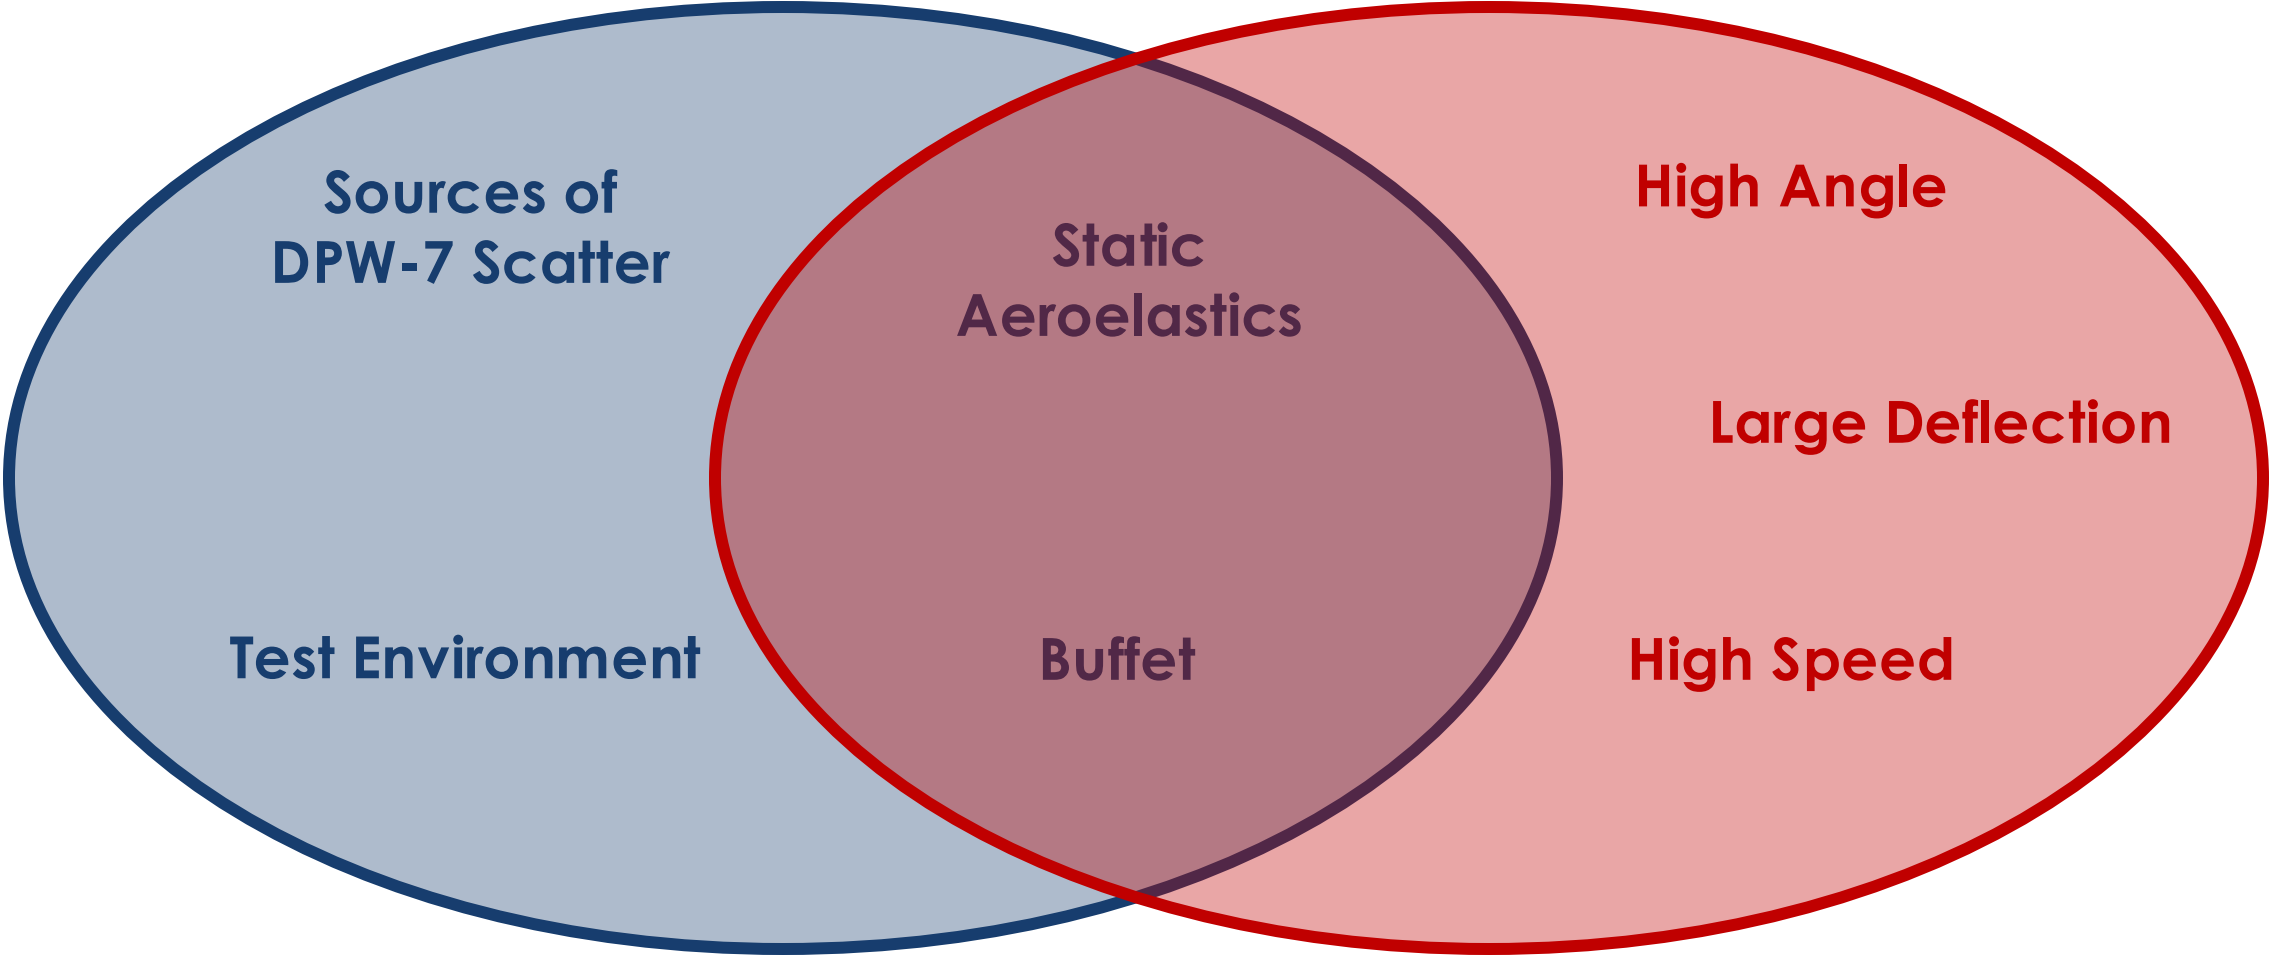 Sources of
DPW-7 Scatter
Test Environment
Static
Aeroelastics
Buffet
High Angle
Large Deflection
High Speed